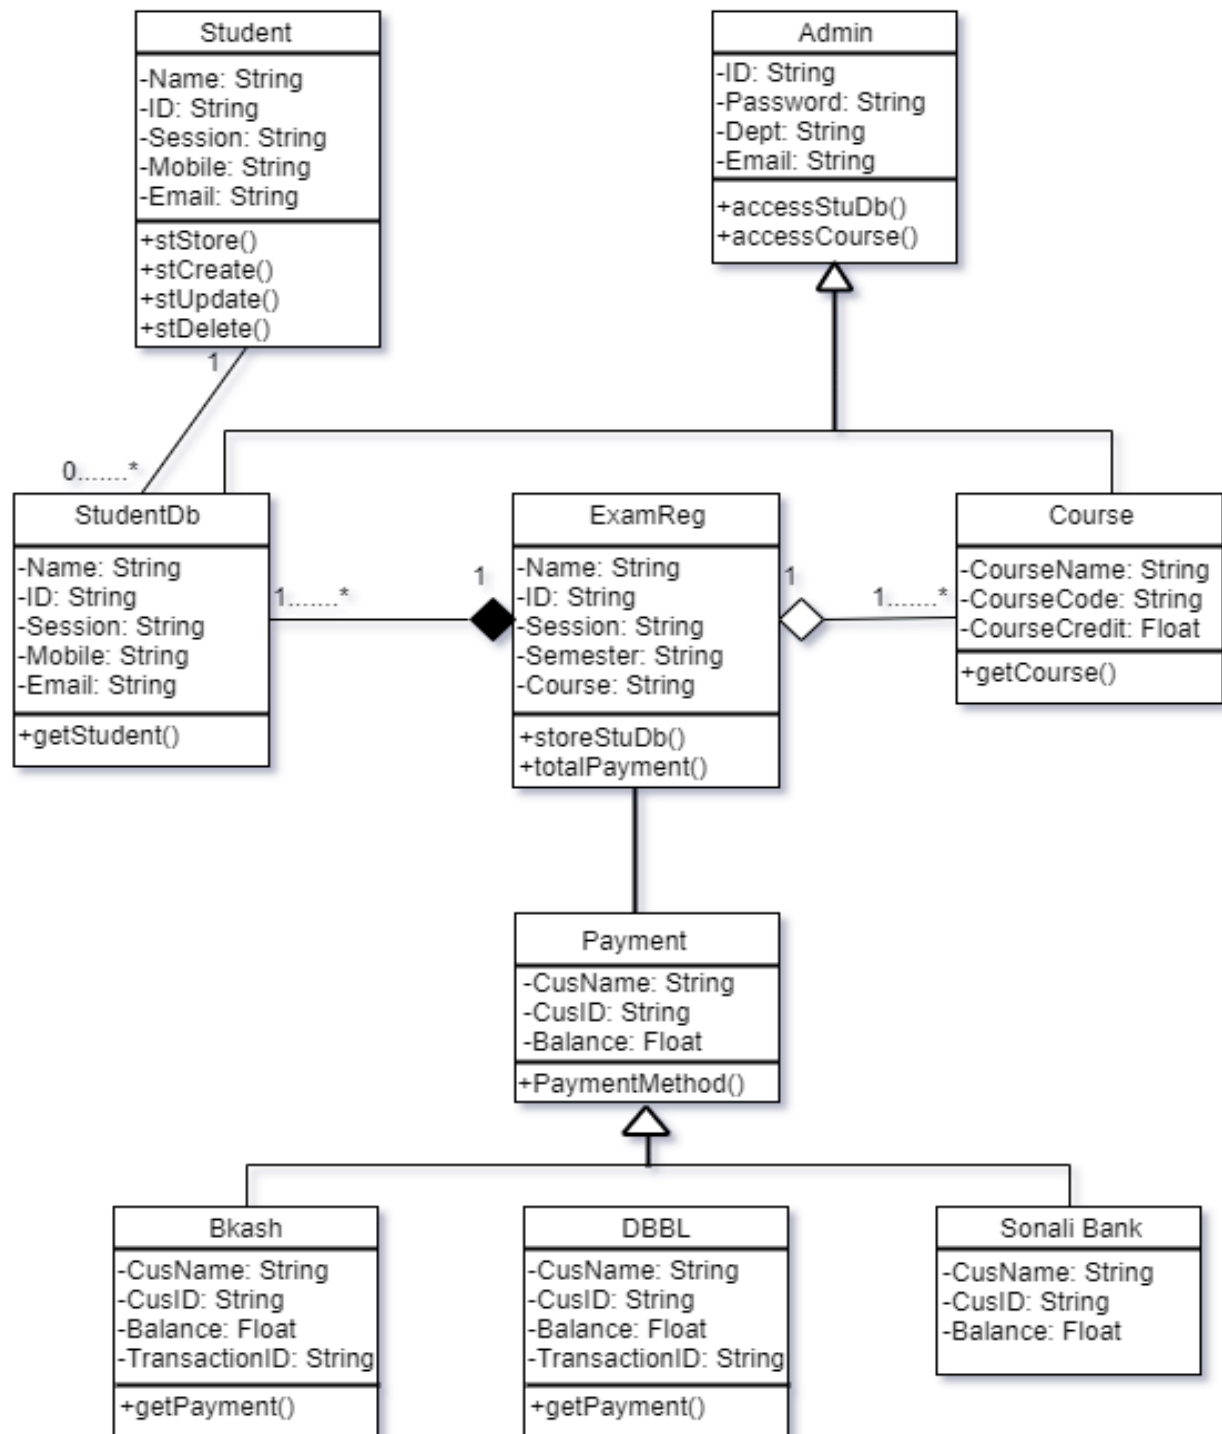 Student
-Name: String
-ID: String
-Session: String
-Mobile: String
-Email: String
+stStore()
+stCreate()
+stUpdate()
+stDelete()
Admin
-ID: String
-Password: String
-Dept: String
-Email: String
+accessStuDb()
+accessCourse()
1
0.......*
StudentDb
-Name: String
-ID: String
-Session: String
-Mobile: String
-Email: String
+getStudent()
1.......*
1
ExamReg
-Name: String
-ID: String
-Session: String
-Semester: String
-Course: String
+storeStuDb()
+totalPayment()
1
1.......*
Course
-CourseName: String
-CourseCode: String
-CourseCredit: Float
+getCourse()
Payment
-CusName: String
-CusID: String
-Balance: Float
+PaymentMethod()
Bkash
-CusName: String
-CusID: String
-Balance: Float
-TransactionID: String
+getPayment()
DBBL
-CusName: String
-CusID: String
-Balance: Float
-TransactionID: String
+getPayment()
Sonali Bank
-CusName: String
-CusID: String
-Balance: Float